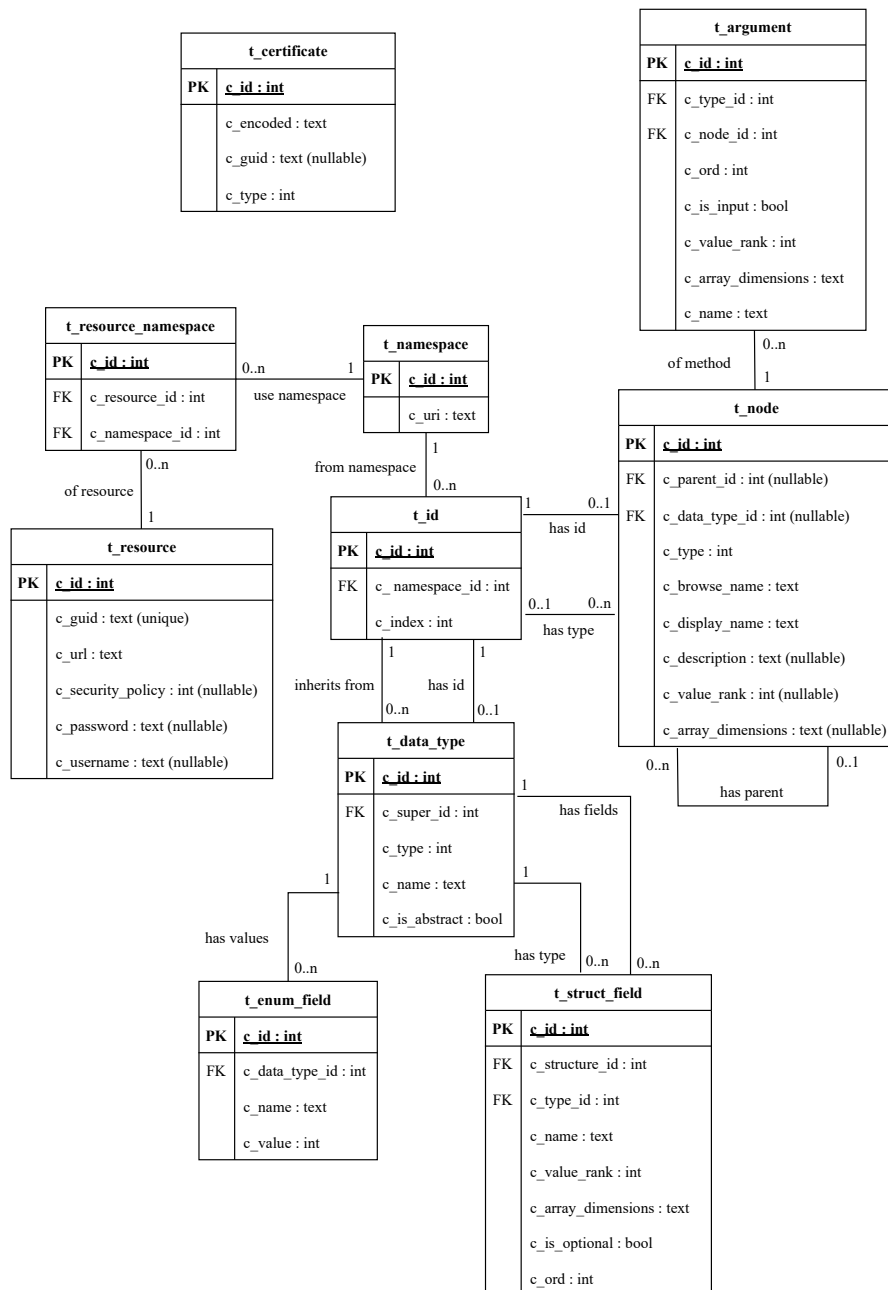 t_certificate
PK c_id : int
c_encoded : text
c_guid : text (nullable)
c_type : int
t_argument
PK c_id : int
FK c_type_id : int
FK c_node_id : int
c_ord : int
c_is_input : bool
c_value_rank : int
c_array_dimensions : text
c_name : text
0..n
of method
1
t_resource_namespace
PK c_id : int
FK c_resource_id : int
FK c_namespace_id : int
0..n
1
use namespace
t_namespace
PK c_id : int
c_uri : text
1
from namespace
0..n
0..n
of resource
1
t_resource
PK c_id : int
c_guid : text (unique)
c_url : text
c_security_policy : int (nullable)
c_password : text (nullable)
c_username : text (nullable)
t_id
PK c_id : int
FK c_ namespace_id : int
c_index : int
1
0..1
has id
0..1
0..n
has type
t_node
PK c_id : int
FK c_parent_id : int (nullable)
FK c_data_type_id : int (nullable)
c_type : int
c_browse_name : text
c_display_name : text
c_description : text (nullable)
c_value_rank : int (nullable)
c_array_dimensions : text (nullable)
0..n
0..1
has parent
1
inherits from
0..n
1
has id
0..1
t_data_type
PK c_id : int
FK c_super_id : int
c_type : int
c_name : text
c_is_abstract : bool
1
has fields
0..n
1
has type
0..n
1
has values
0..n
t_enum_field
PK c_id : int
FK c_data_type_id : int
c_name : text
c_value : int
t_struct_field
PK c_id : int
FK c_structure_id : int
FK c_type_id : int
c_name : text
c_value_rank : int
c_array_dimensions : text
c_is_optional : bool
c_ord : int